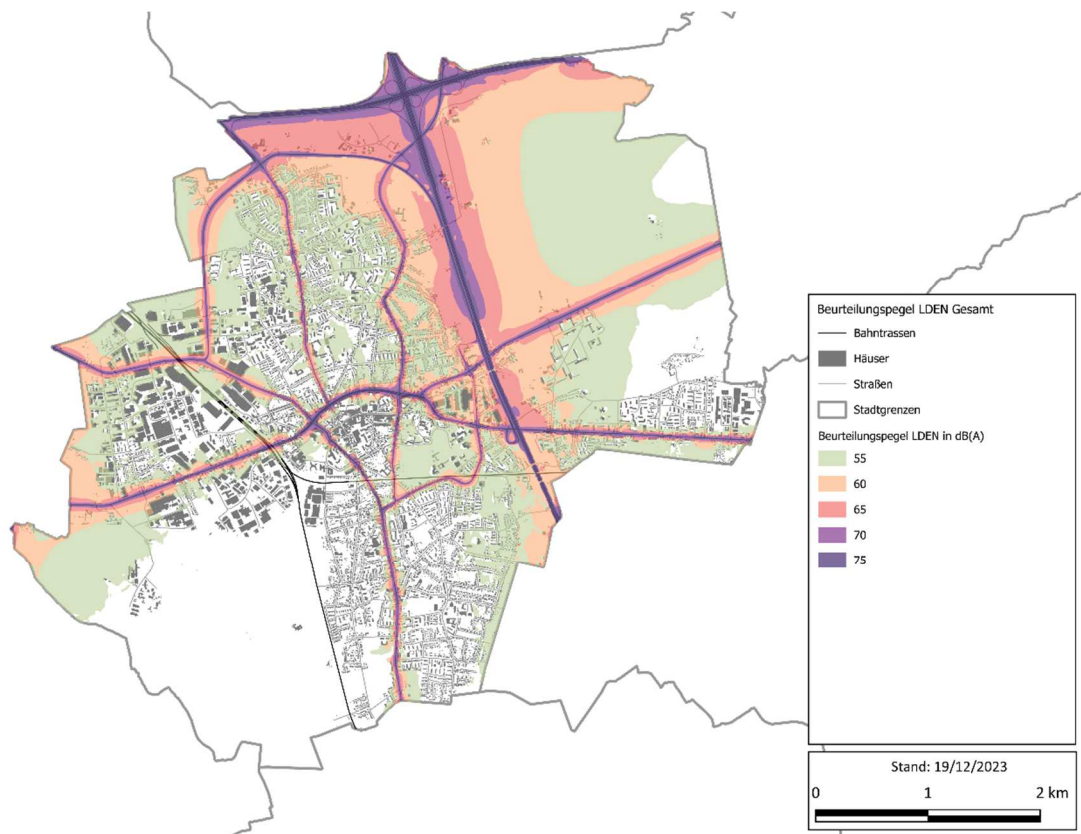 Beurteilungspegel LDEN Gesamt
Bahntrassen
Häuser
Straßen
Stadtgrenzen
Beurteilungspegel LDEN in dB(A)
55
60
65
70
75
Stand: 19/12/2023
0 1 2 km